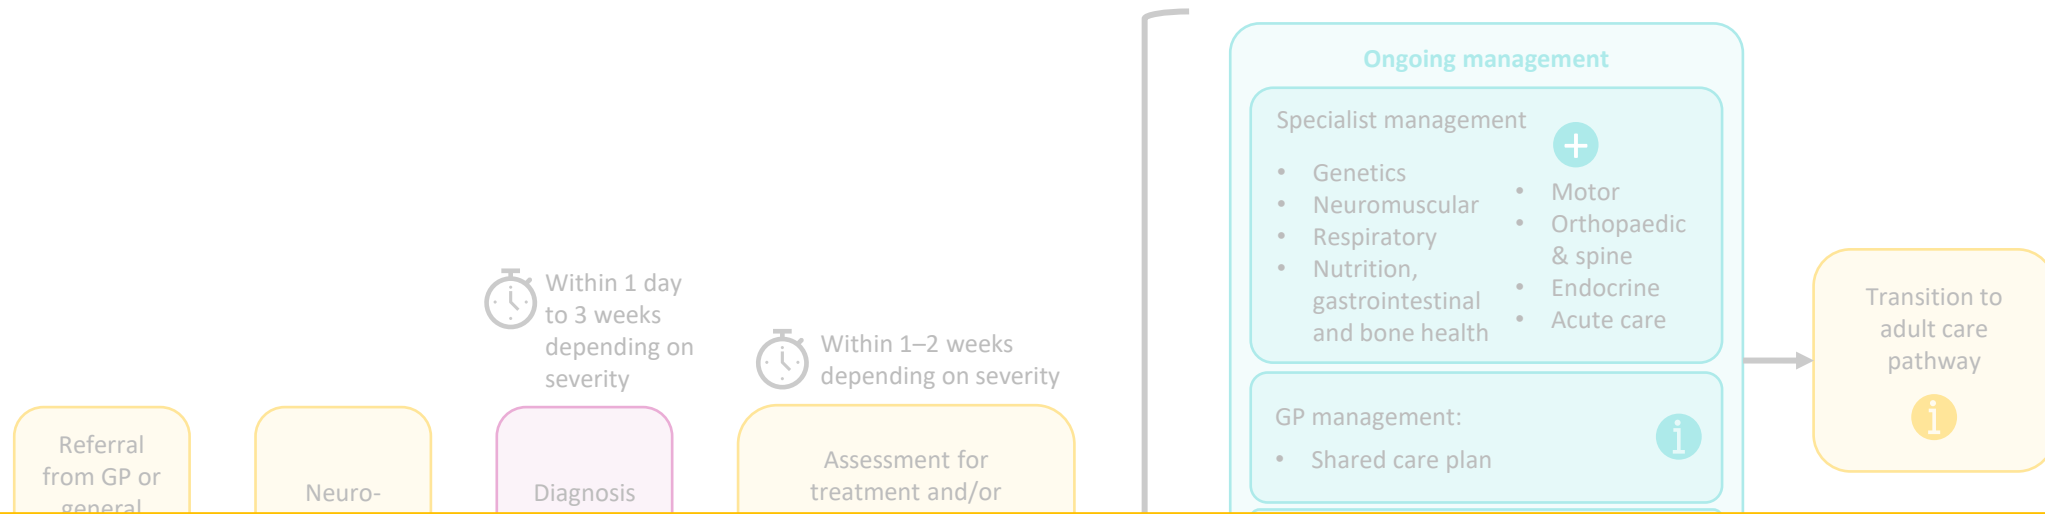 Referral
from GP or
general
Neuro-
Within 1 day
to 3 weeks
depending on
severity
Diagnosis
Within 1–2 weeks
depending on severity
Assessment for
treatment and/or
Ongoing management
Specialist management
• Genetics
• Neuromuscular
• Respiratory
• Nutrition,
gastrointestinal
and bone health
• Motor
• Orthopaedic
& spine
• Endocrine
• Acute care
GP management:
• Shared care plan
Transition to
adult care
pathway